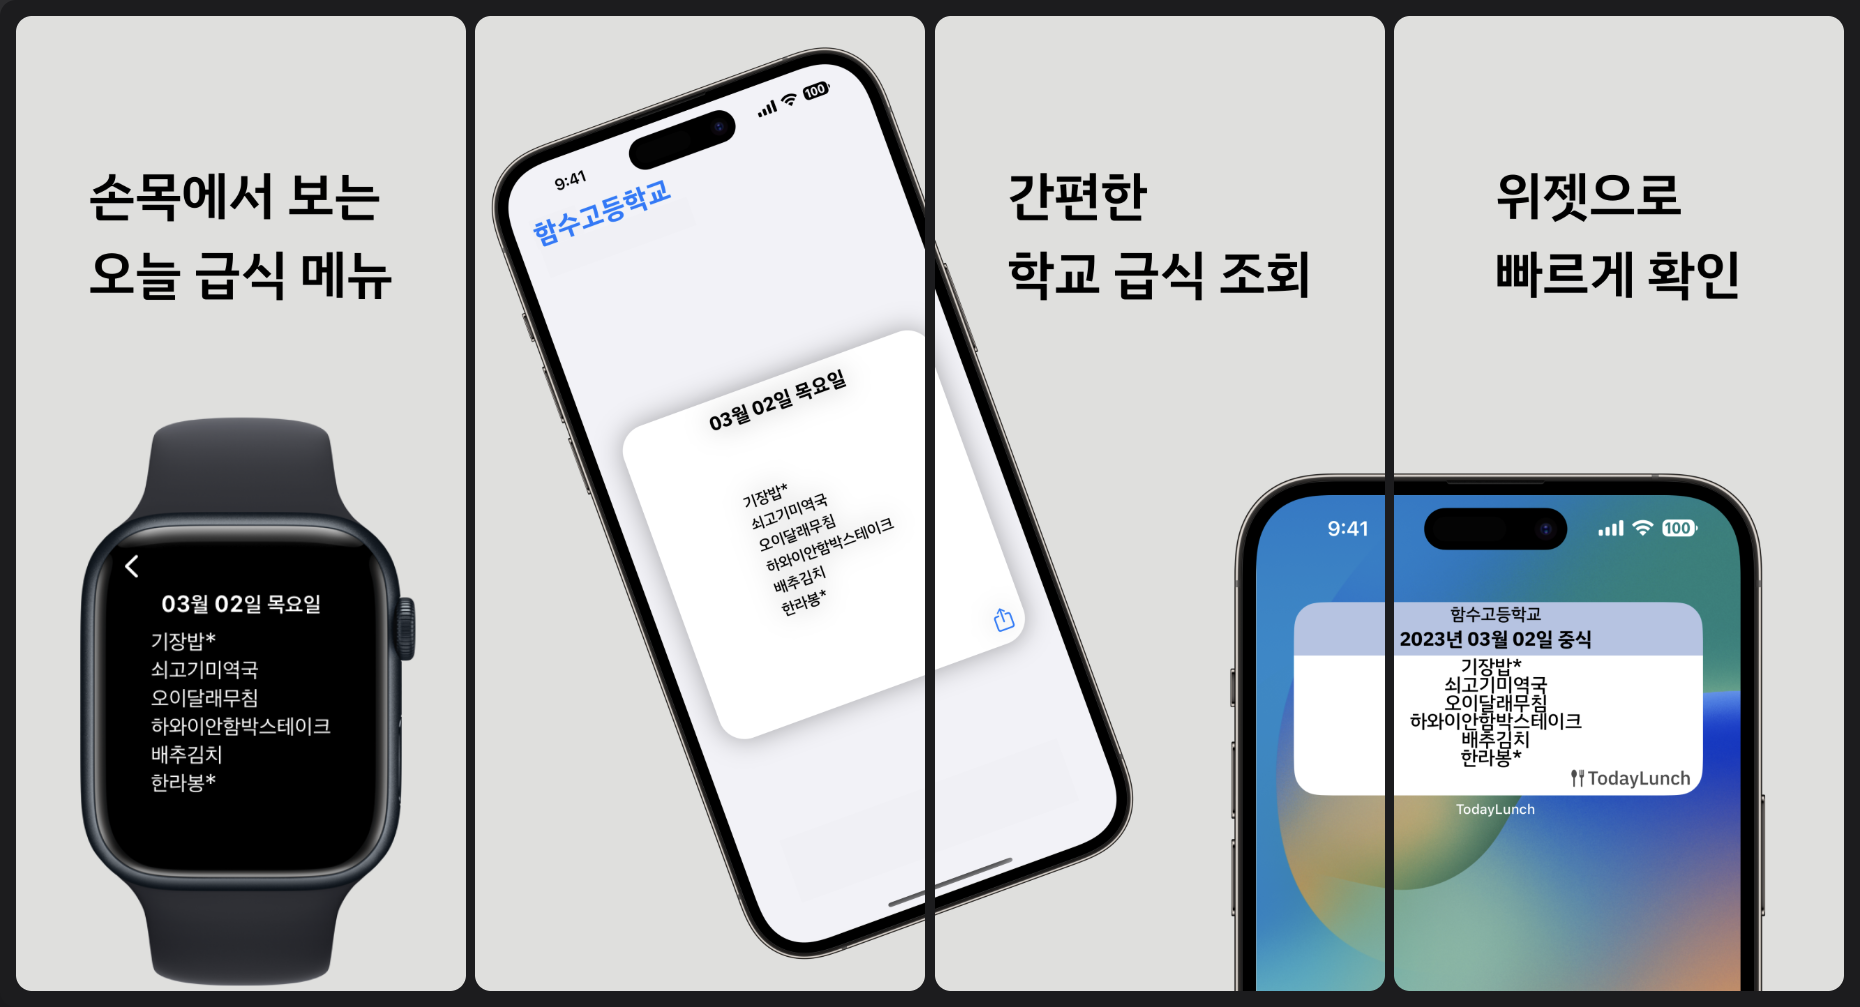 손목에서 보는
오늘 급식 메뉴
03월 02일 목요일
기장밥*
쇠고기미역국
오이달래무침
하와이안함박스테이크
배추김치
한라봉*
9:41
100
함수고등학교
03월 02일 목요일
기장밥*
쇠고기미역국
오이달래무침
하와이안함박스테이크
배추김치
한라봉*
간편한
학교 급식 조회
위젯으로
빠르게 확인
9:41
100
함수고등학교
2023년 03월 02일 중식
기장밥*
쇠고기미역국
오이달래무침
하와이안함박스테이크
배추김치
한라봉*
TodayLunch
TodayLunch